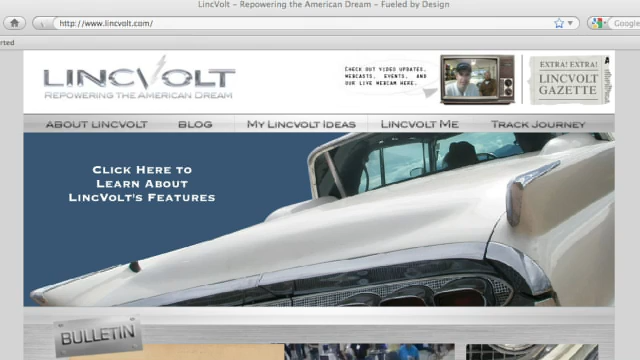 LincVolt – Repowering the American Dream – Fueled by Design
http://www.lincvolt.com/
Google
rted
LINCVOLT
REPOWERING THE AMERICAN DREAM
CHECK OUT VIDEO UPDATES,
WEBCASTS, EVENTS, AND
OUR LIVE WEBCAM HERE.
EXTRA! EXTRA!
LINCVOLT
GAZETTE
ABOUT LINCVOLT BLOG MY LINCVOLT IDEAS LINCVOLT ME TRACK JOURNEY
CLICK HERE TO
LEARN ABOUT
LINCVOLT'S FEATURES
BULLETIN